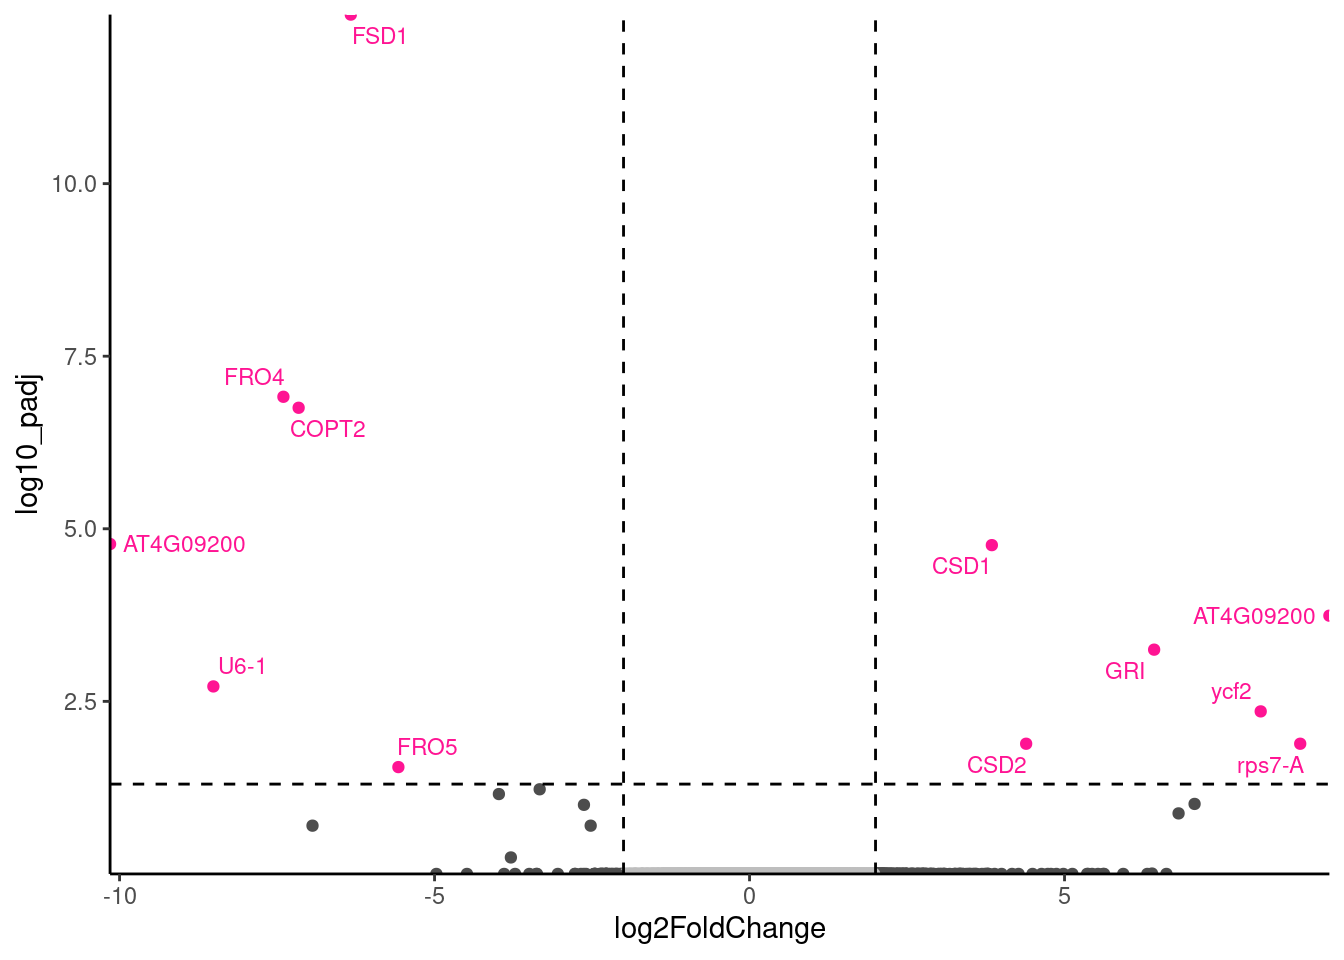 FSD1
10.0
7.5
FRO4
COPT2
log10_padj
5.0
AT4G09200
CSD1
AT4G09200
GRI
U6-1
ycf2
2.5
FRO5
CSD2
rps7-A
-10
-5
0
5
log2FoldChange